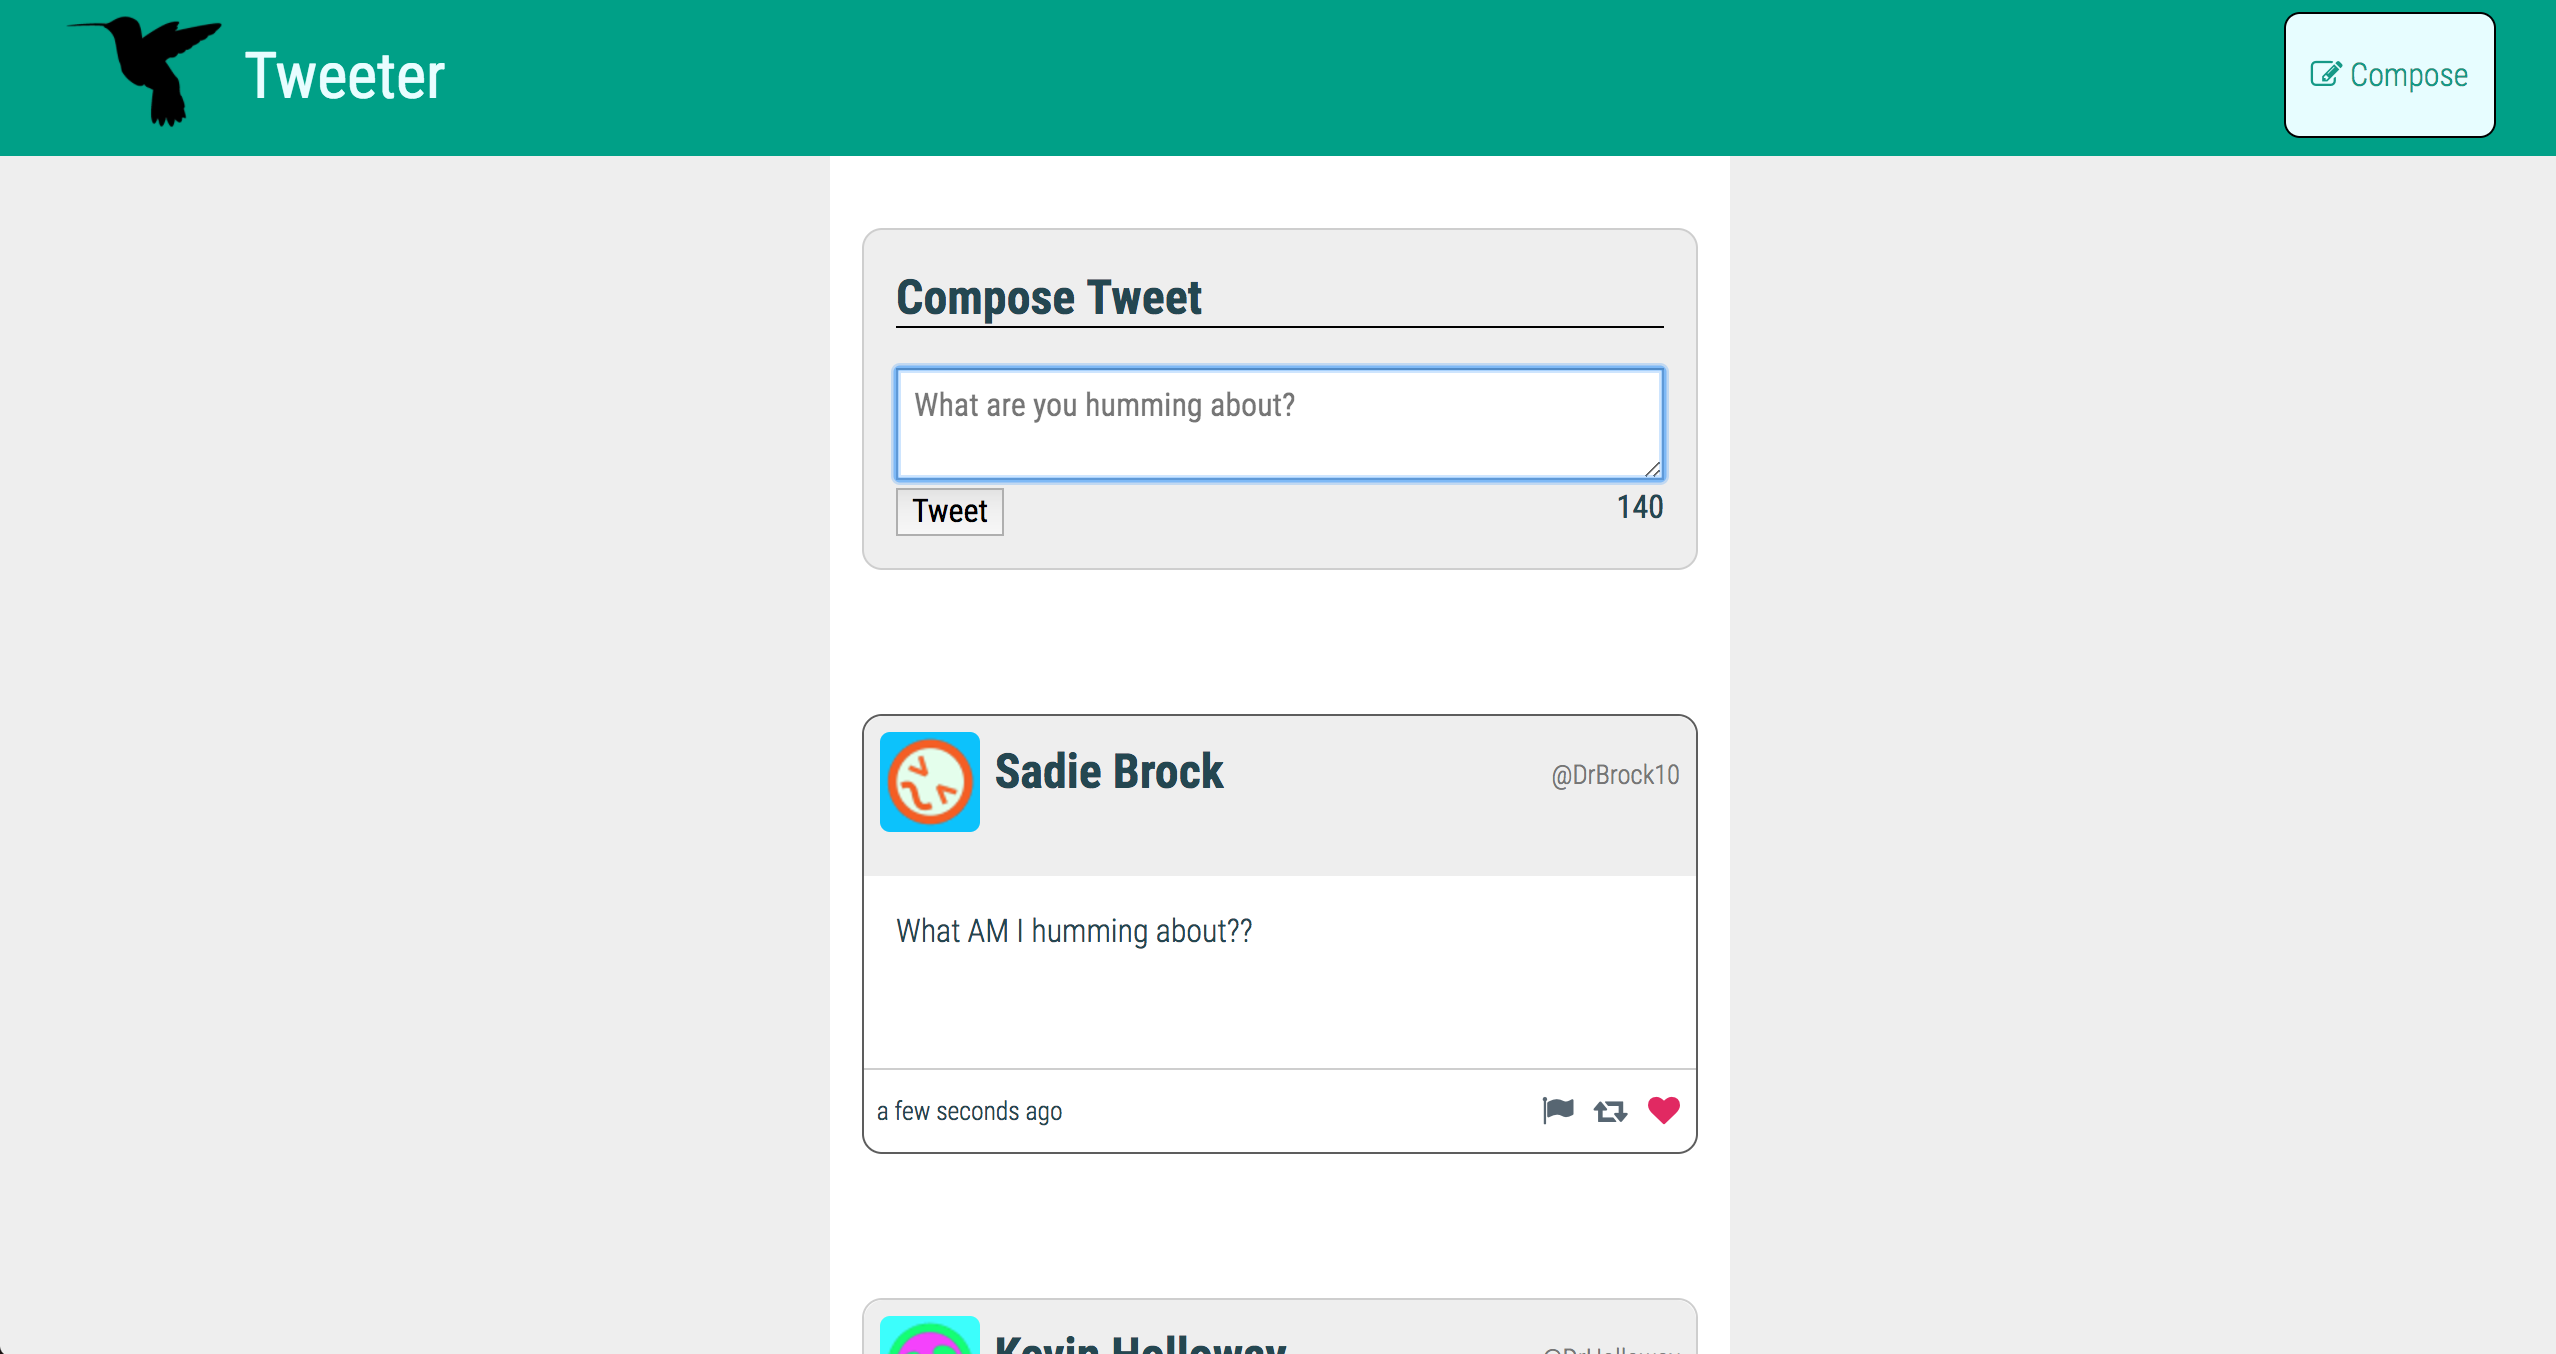 Tweeter
Compose
Compose Tweet
What are you humming about?
Tweet
140
Sadie Brock
@DrBrock10
What AM I humming about??
a few seconds ago
Kevin Holloway